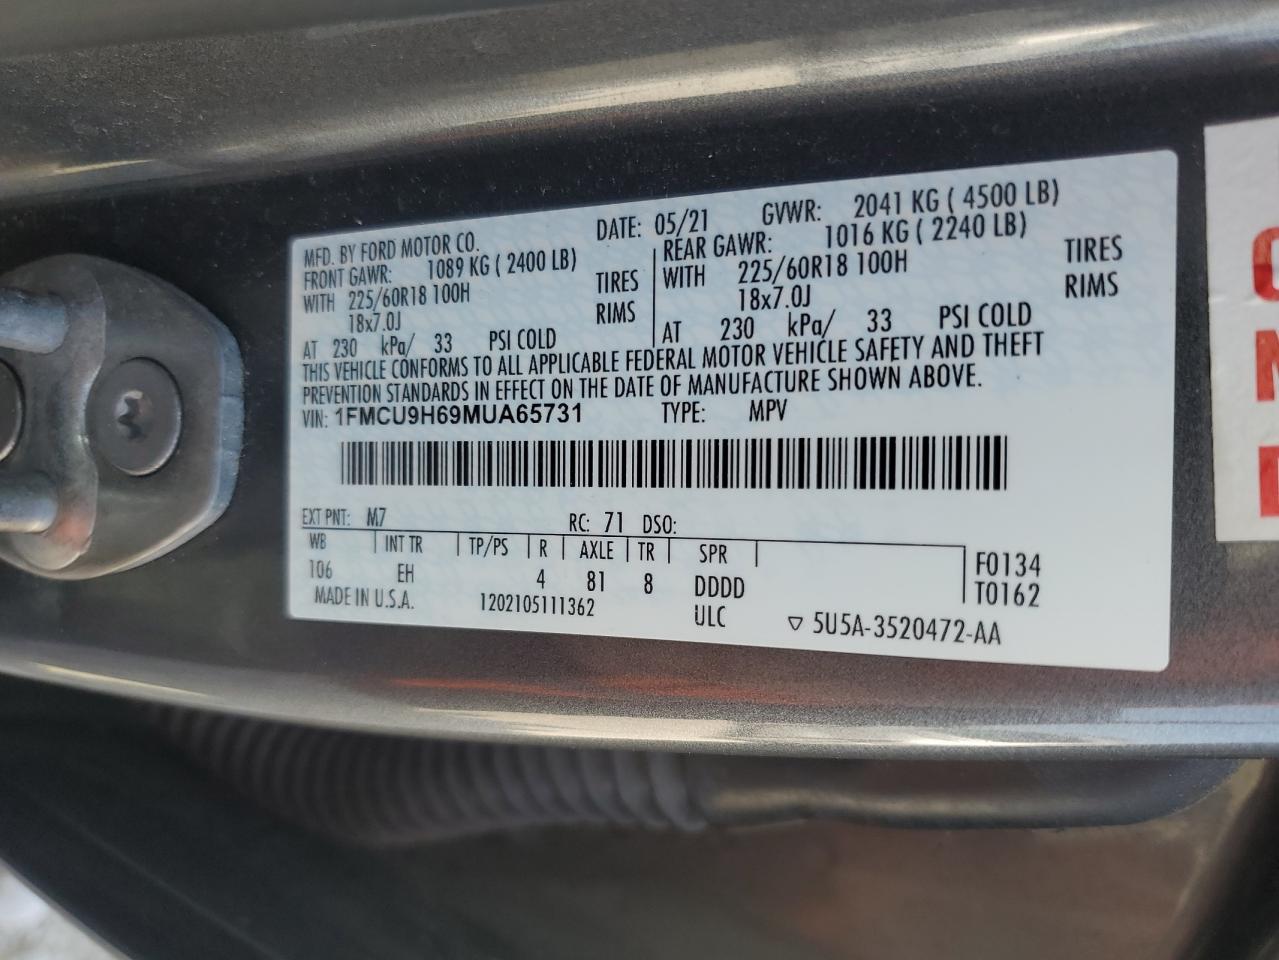 MFD. BY FORD MOTOR CO. DATE: 05/21 GVWR: 2041 KG ( 4500 LB)
FRONT GAWR: 1089 KG ( 2400 LB) REAR GAWR: 1016 KG ( 2240 LB)
WITH 225/60R18 100H TIRES WITH 225/60R18 100H TIRES
18x7.0J RIMS 18x7.0J RIMS
AT 230 kPa/ 33 PSI COLD AT 230 kPa/ 33 PSI COLD
THIS VEHICLE CONFORMS TO ALL APPLICABLE FEDERAL MOTOR VEHICLE SAFETY AND THEFT
PREVENTION STANDARDS IN EFFECT ON THE DATE OF MANUFACTURE SHOWN ABOVE.
VIN: 1FMCU9H69MUA65731 TYPE: MPV
EXT PNT: M7 RC: 71 DSO:
WB INT TR TP/PS R AXLE TR SPR F0134
106 EH 4 81 8 DDDD T0162
MADE IN U.S.A. 1202105111362 ULC ▽ 5U5A-3520472-AA